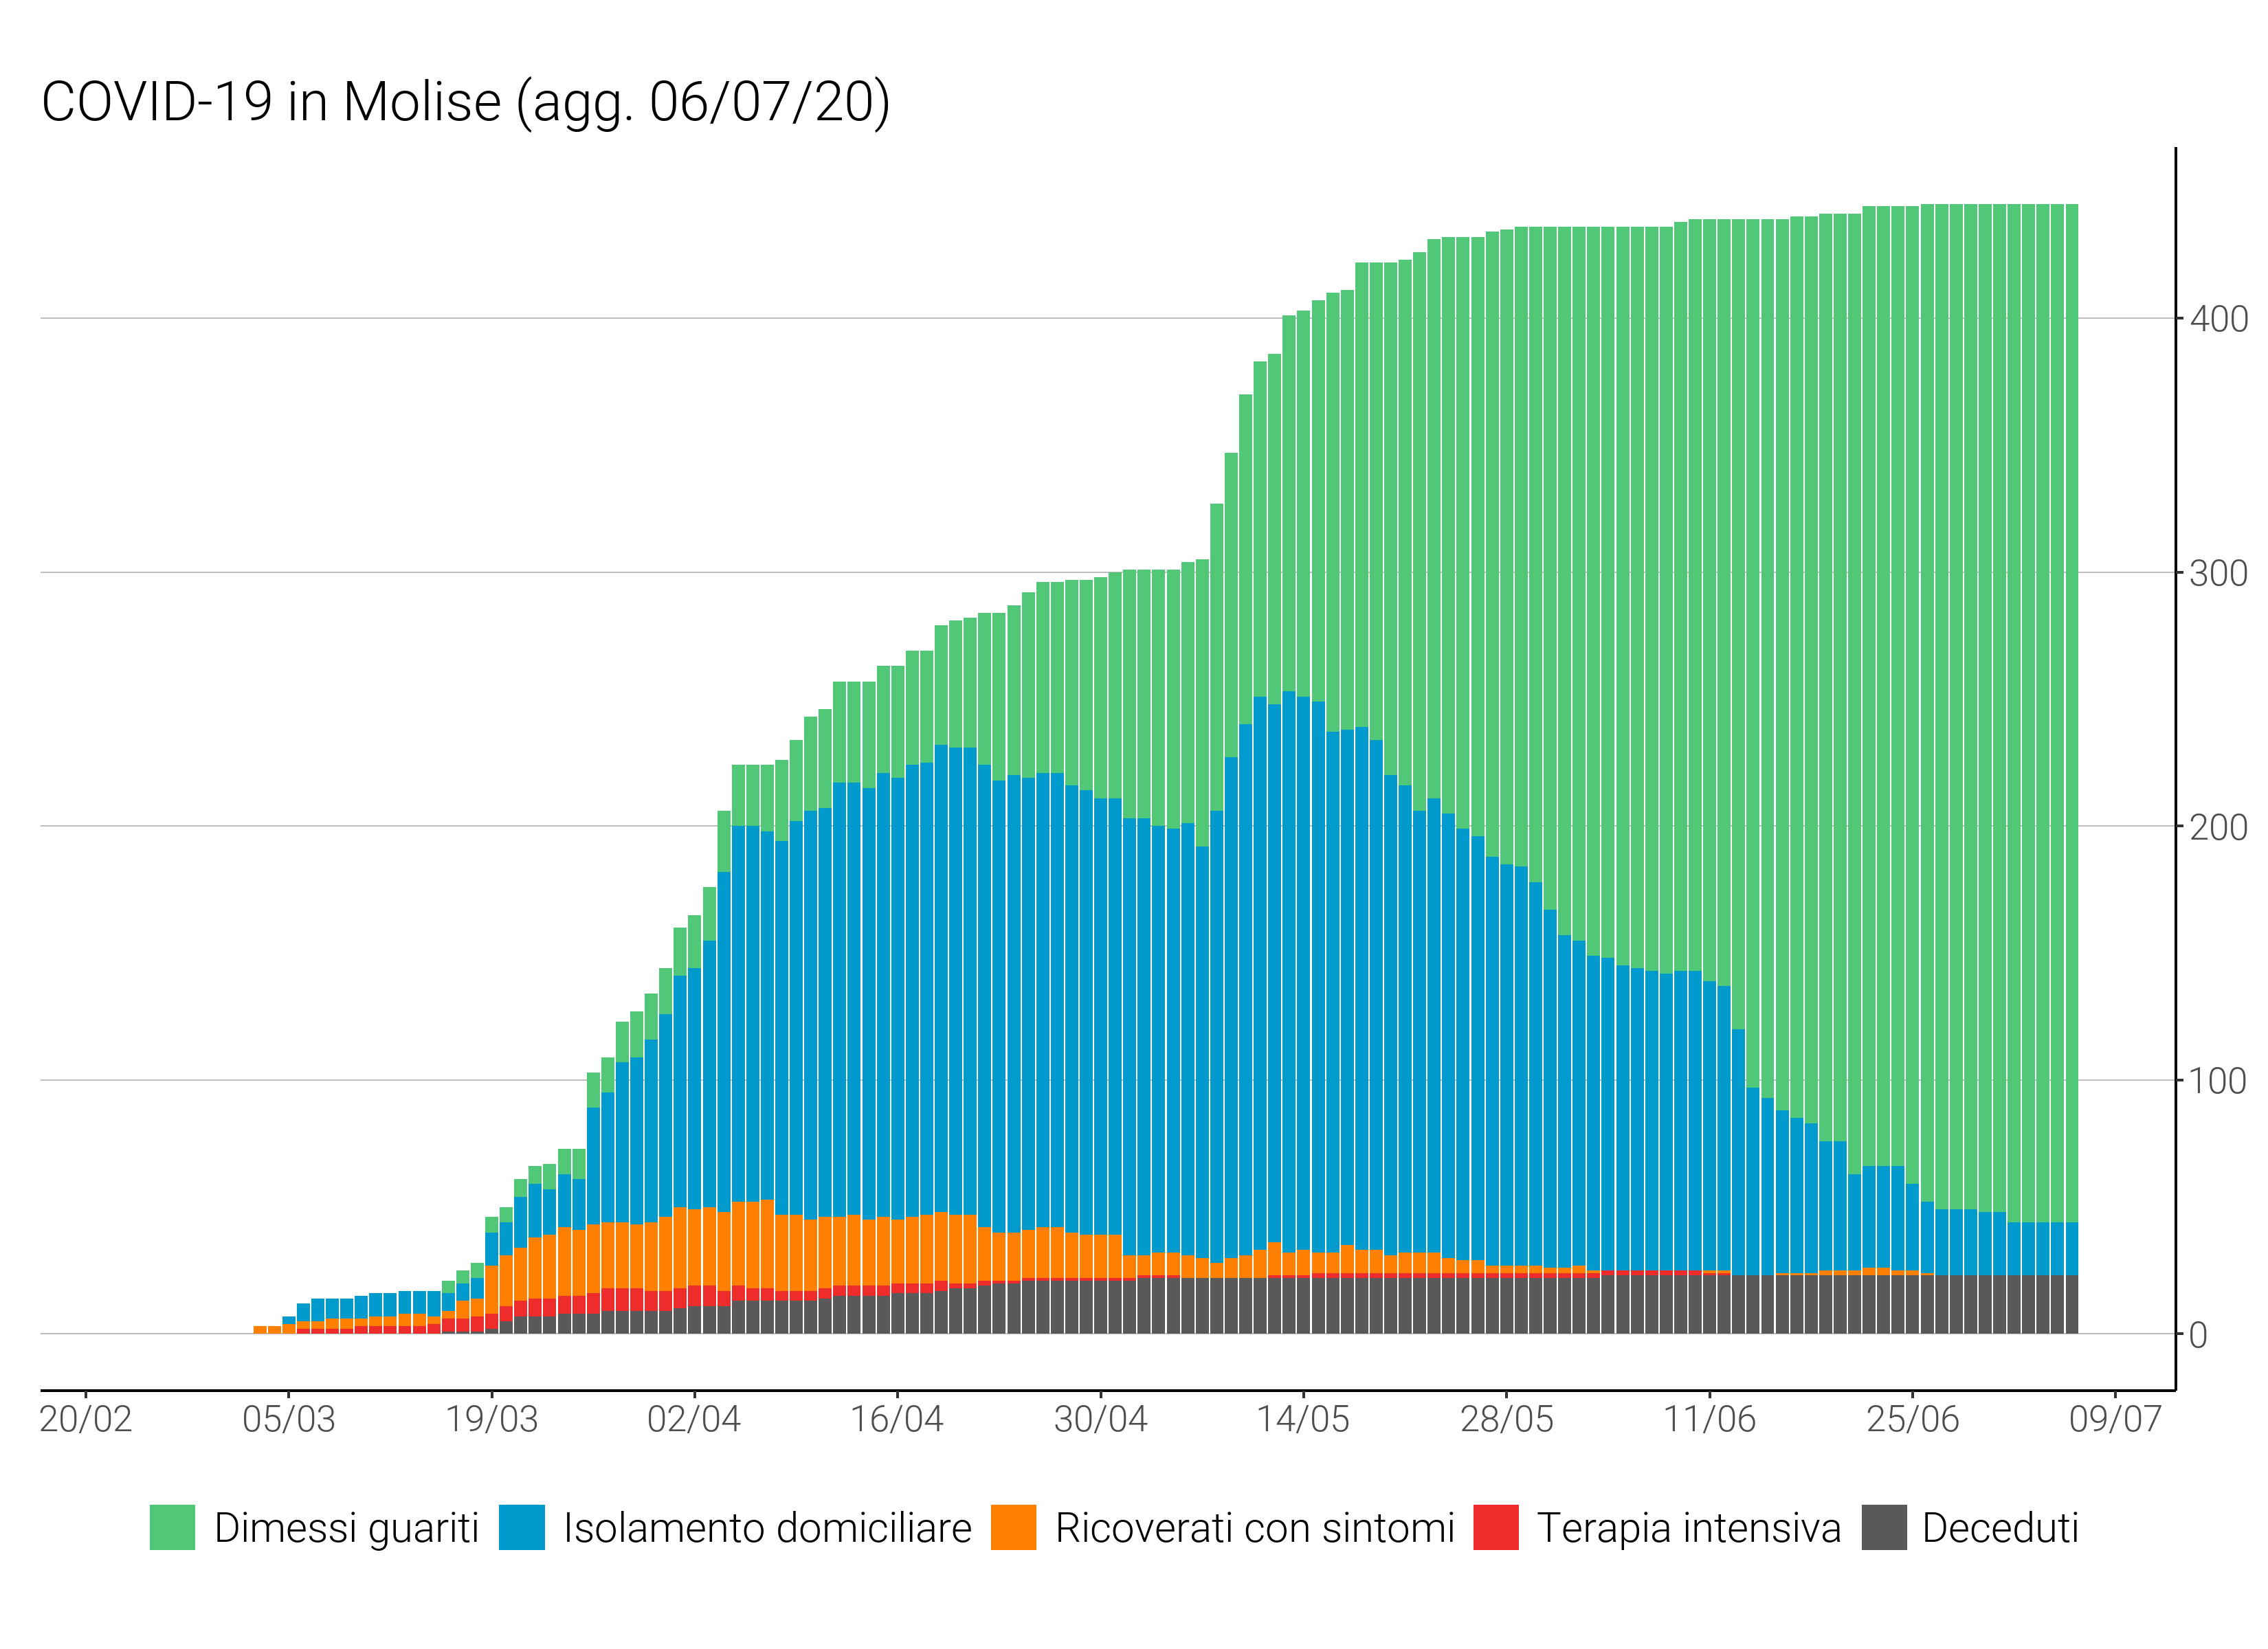 COVID-19 in Molise (agg. 06/07/20)
400
300
200
100
0
20/02 05/03 19/03 02/04 16/04 30/04 14/05 28/05 11/06 25/06 09/07
Dimessi guariti Isolamento domiciliare Ricoverati con sintomi Terapia intensiva Deceduti